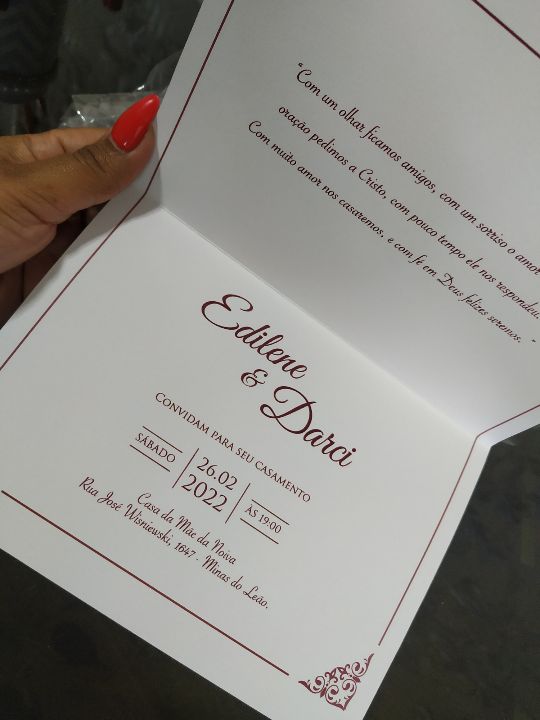 “Com um olhar ficamos amigos, com um sorriso o amor
oração pedimos a Cristo, com pouco tempo ele nos respondeu
Com muito amor nos casaremos, e com fé em Deus felizes seremos. ”
Edilene
& Darci
CONVIDAM PARA SEU CASAMENTO
SÁBADO
26.02
2022
ÀS 19:00
Casa da Mãe da Noiva
Rua José Wisniewski, 1647 - Minas do Leão.